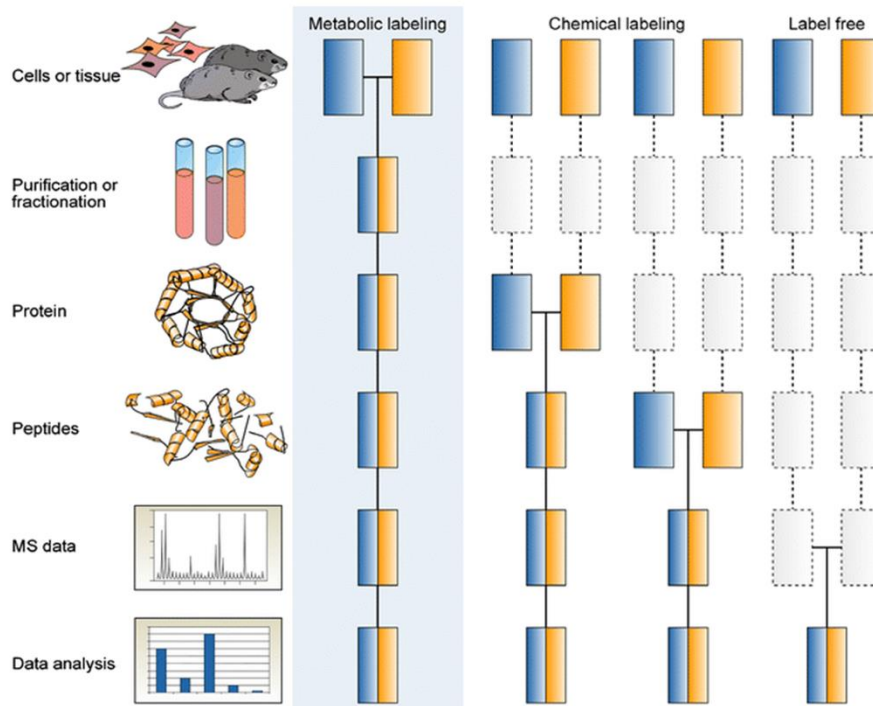 Metabolic labeling
Chemical labeling
Label free
Cells or tissue
Purification or
fractionation
Protein
Peptides
MS data
Data analysis